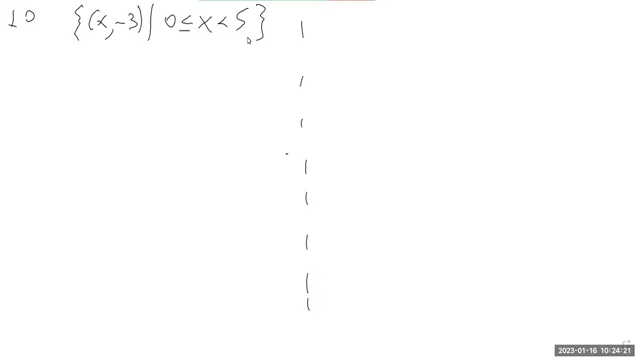 10 {(x, -3) | 0 ≤ x < 5}
2023-01-16 10:24:21